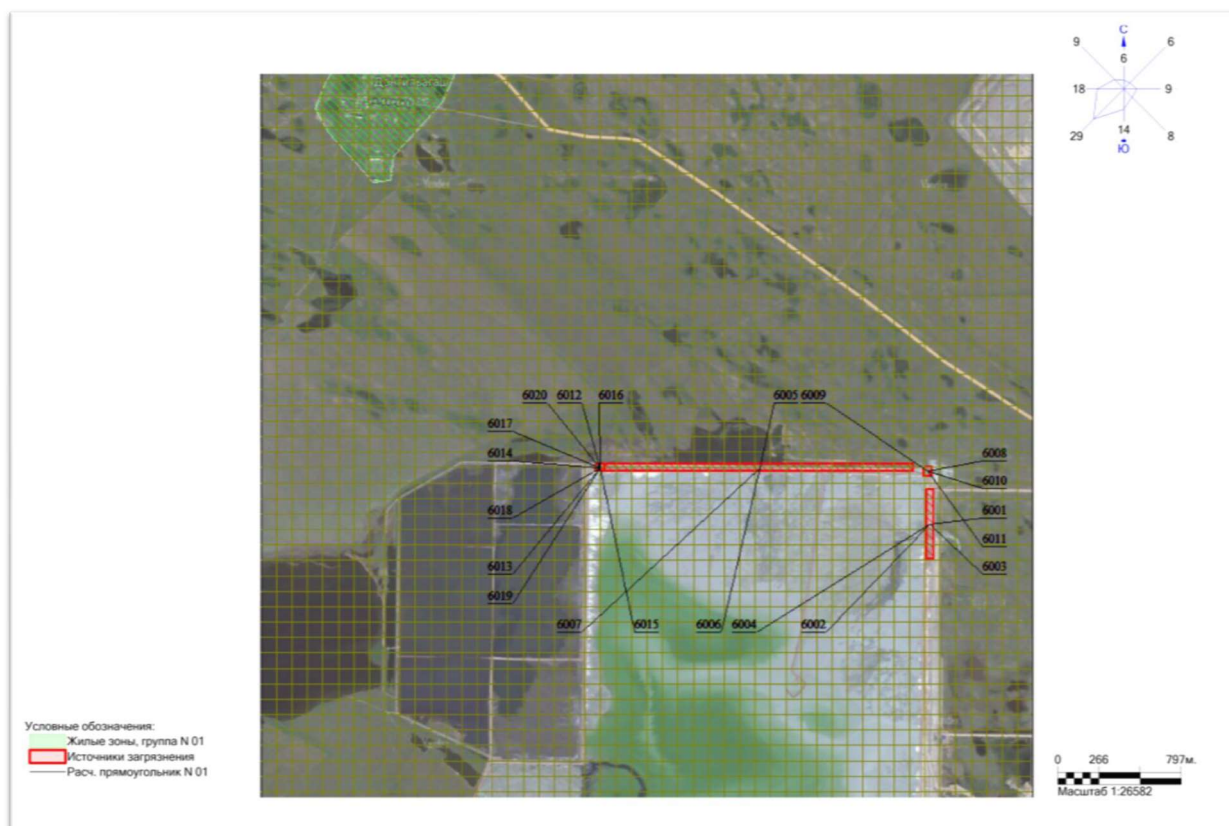 С
9 6 6
18 9
29 14 8
Ю
6020 6012 6016 6005 6009
6017
6014 6008
6018 6010
6001
6013 6011
6003
6019
6007 6015 6006 6004 6002
Условные обозначения:
Жилые зоны, группа N 01
Источники загрязнения
Расч. прямоугольник N 01
0 266 797м.
Масштаб 1:26582